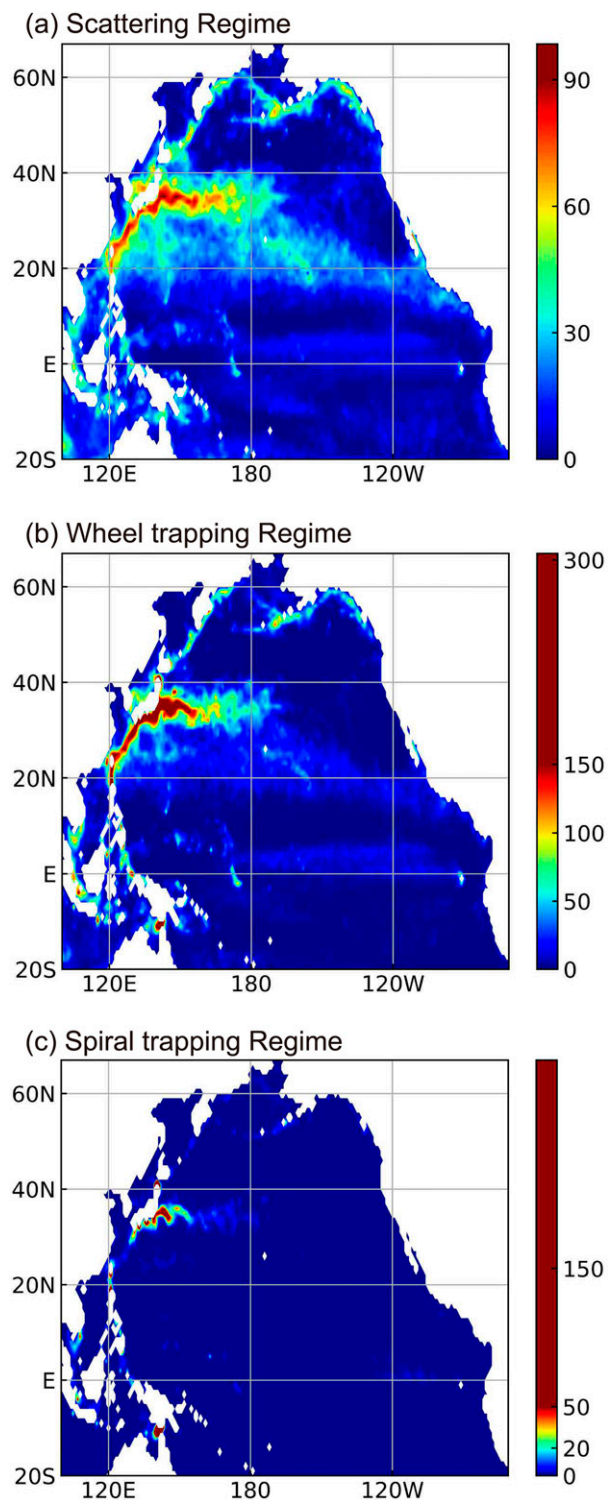 (a) Scattering Regime
60N
40N
20N
E
20S
120E 180 120W
90
60
30
0
(b) Wheel trapping Regime
60N
40N
20N
E
20S
120E 180 120W
300
150
100
50
0
(c) Spiral trapping Regime
60N
40N
20N
E
20S
120E 180 120W
150
50
20
0